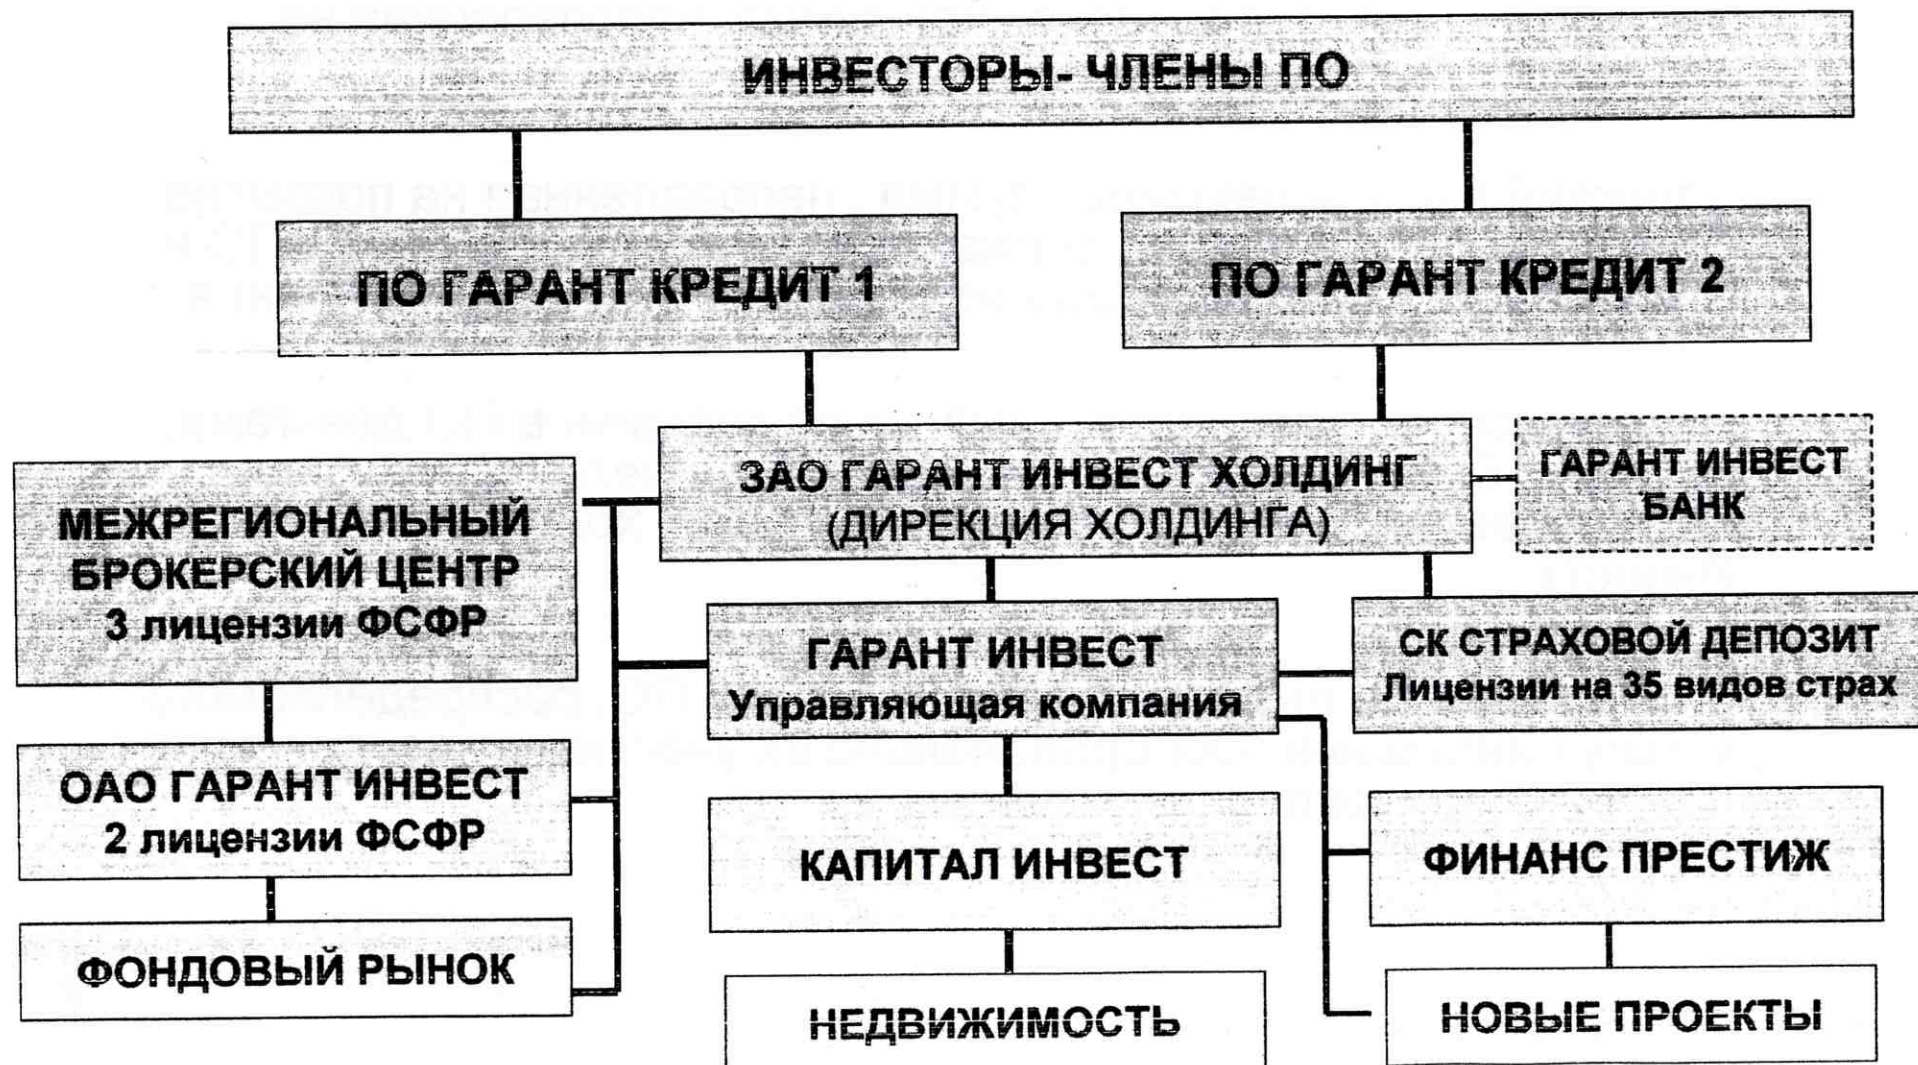 ИНВЕСТОРЫ- ЧЛЕНЫ ПО
ПО ГАРАНТ КРЕДИТ 1
ПО ГАРАНТ КРЕДИТ 2
ЗАО ГАРАНТ ИНВЕСТ ХОЛДИНГ
(ДИРЕКЦИЯ ХОЛДИНГА)
ГАРАНТ ИНВЕСТ
БАНК
МЕЖРЕГИОНАЛЬНЫЙ
БРОКЕРСКИЙ ЦЕНТР
3 лицензии ФСФР
ГАРАНТ ИНВЕСТ
Управляющая компания
СК СТРАХОВОЙ ДЕПОЗИТ
Лицензии на 35 видов страх
ОАО ГАРАНТ ИНВЕСТ
2 лицензии ФСФР
КАПИТАЛ ИНВЕСТ
ФИНАНС ПРЕСТИЖ
ФОНДОВЫЙ РЫНОК
НЕДВИЖИМОСТЬ
НОВЫЕ ПРОЕКТЫ